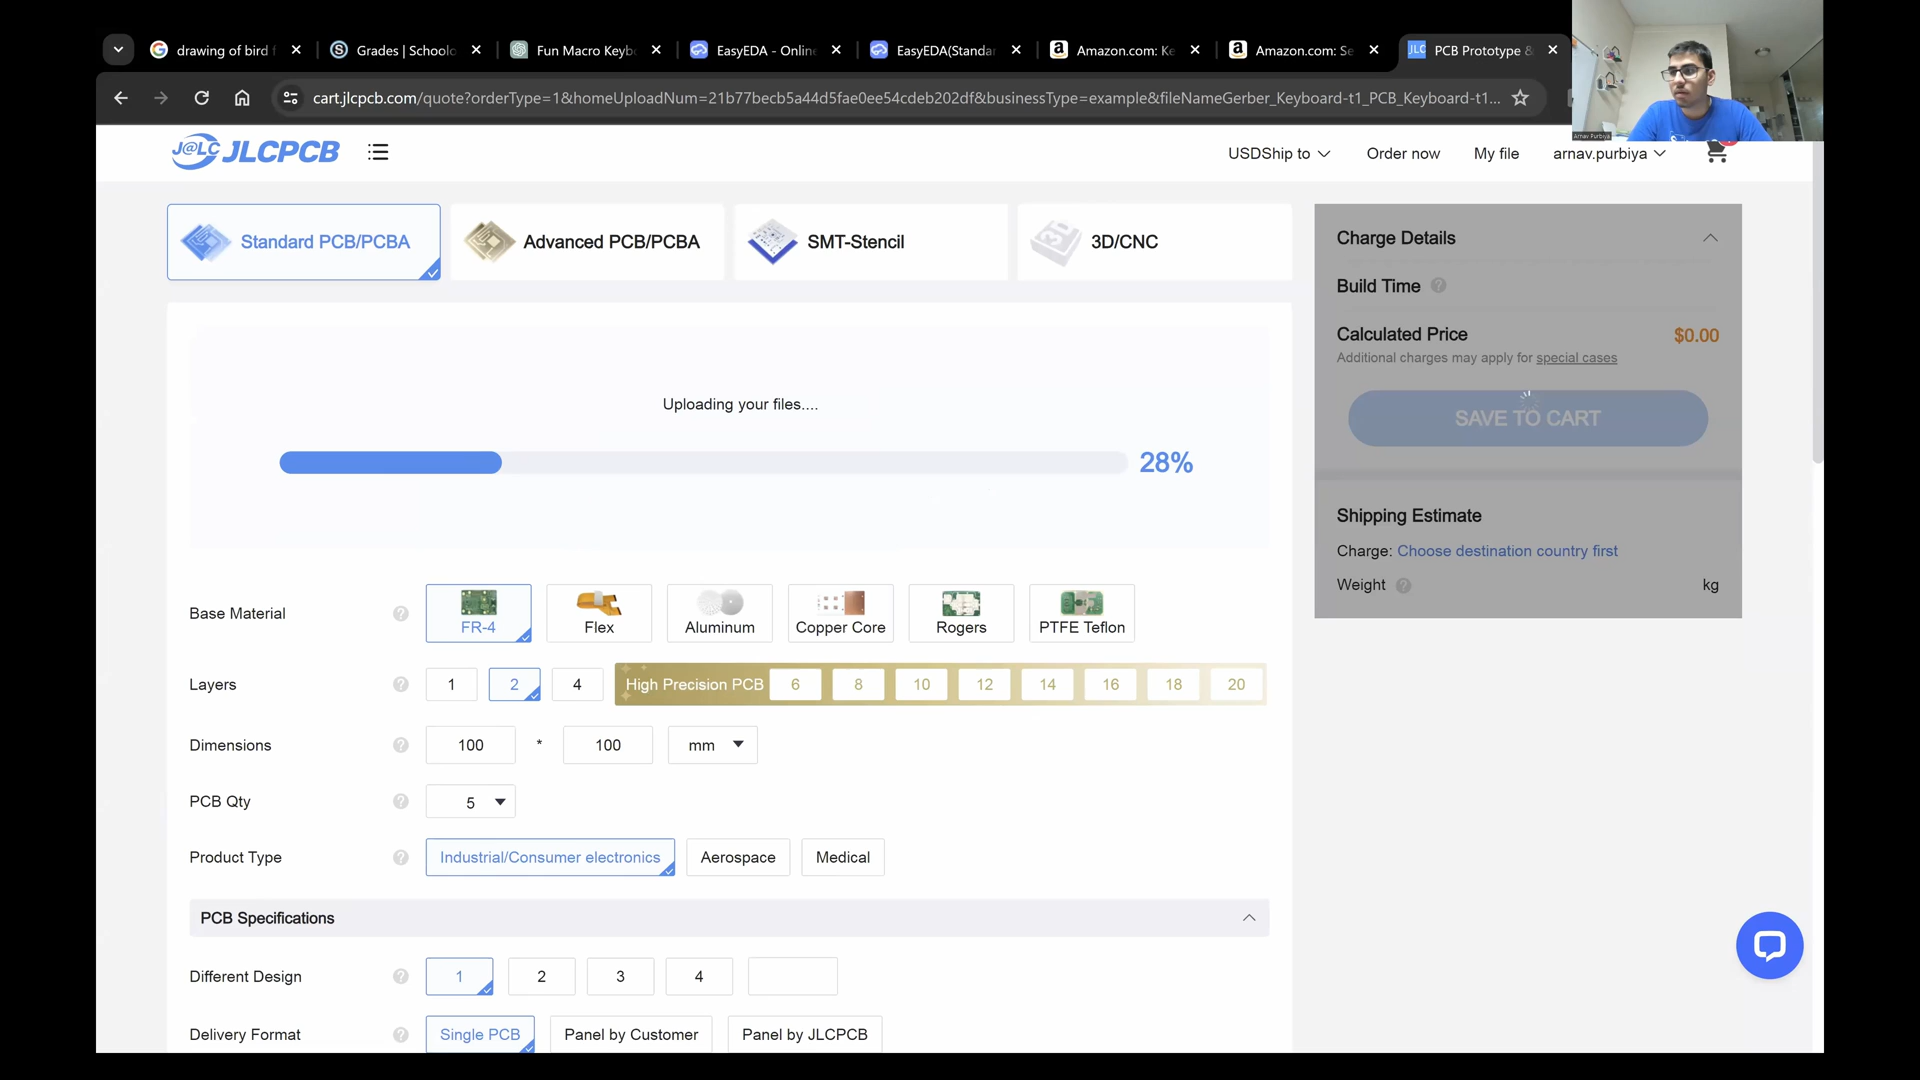 drawing of bird f
Grades | Schoolo
Fun Macro Keyb
EasyEDA - Online
EasyEDA(Standar
Amazon.com: Ke
Amazon.com: Se
JLC PCB Prototype &
cart.jlcpcb.com/quote?orderType=1&homeUploadNum=21b77becb5a44d5fae0ee54cdeb202df&businessType=example&fileNameGerber_Keyboard-t1_PCB_Keyboard-t1...
Arnav Purbiya
J@LC JLCPCB
USDShip to
Order now
My file
arnav.purbiya
Standard PCB/PCBA
Advanced PCB/PCBA
SMT-Stencil
3D/CNC
Charge Details
Build Time ?
Calculated Price $0.00
Additional charges may apply for special cases
SAVE TO CART
Shipping Estimate
Charge: Choose destination country first
Weight ? kg
Uploading your files....
28%
Base Material ? FR-4 Flex Aluminum Copper Core Rogers PTFE Teflon
Layers ? 1 2 4 High Precision PCB 6 8 10 12 14 16 18 20
Dimensions ? 100 * 100 mm
PCB Qty ? 5
Product Type ? Industrial/Consumer electronics Aerospace Medical
PCB Specifications
Different Design ? 1 2 3 4
Delivery Format ? Single PCB Panel by Customer Panel by JLCPCB